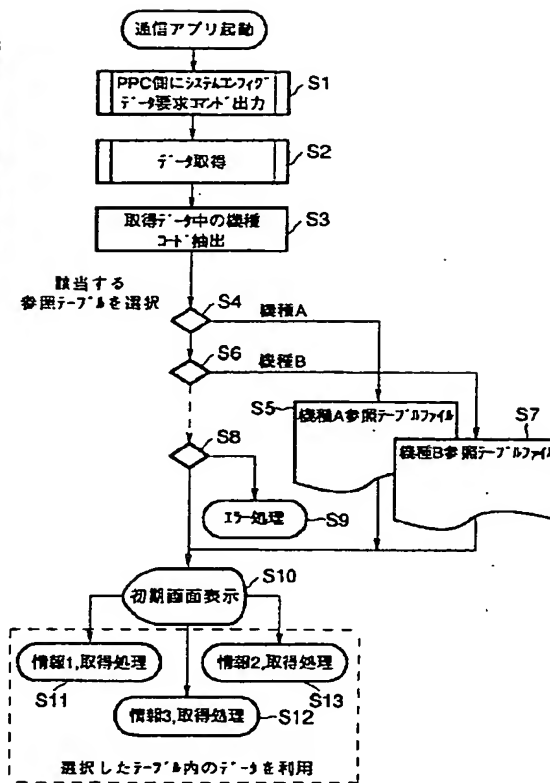 通信アプリ起動
PPC側にシステムコンフィグ
データ要求コマンド出力
S1
データ取得
S2
取得データ中の機種
コード抽出
S3
該当する
参照テーブルを選択
S4
機種A
S6
機種B
S5
機種A参照テーブルファイル
S7
機種B参照テーブルファイル
S8
エラー処理
S9
初期画面表示
S10
情報1,取得処理
S11
情報2,取得処理
S13
情報3,取得処理
S12
選択したテーブル内のデータを利用